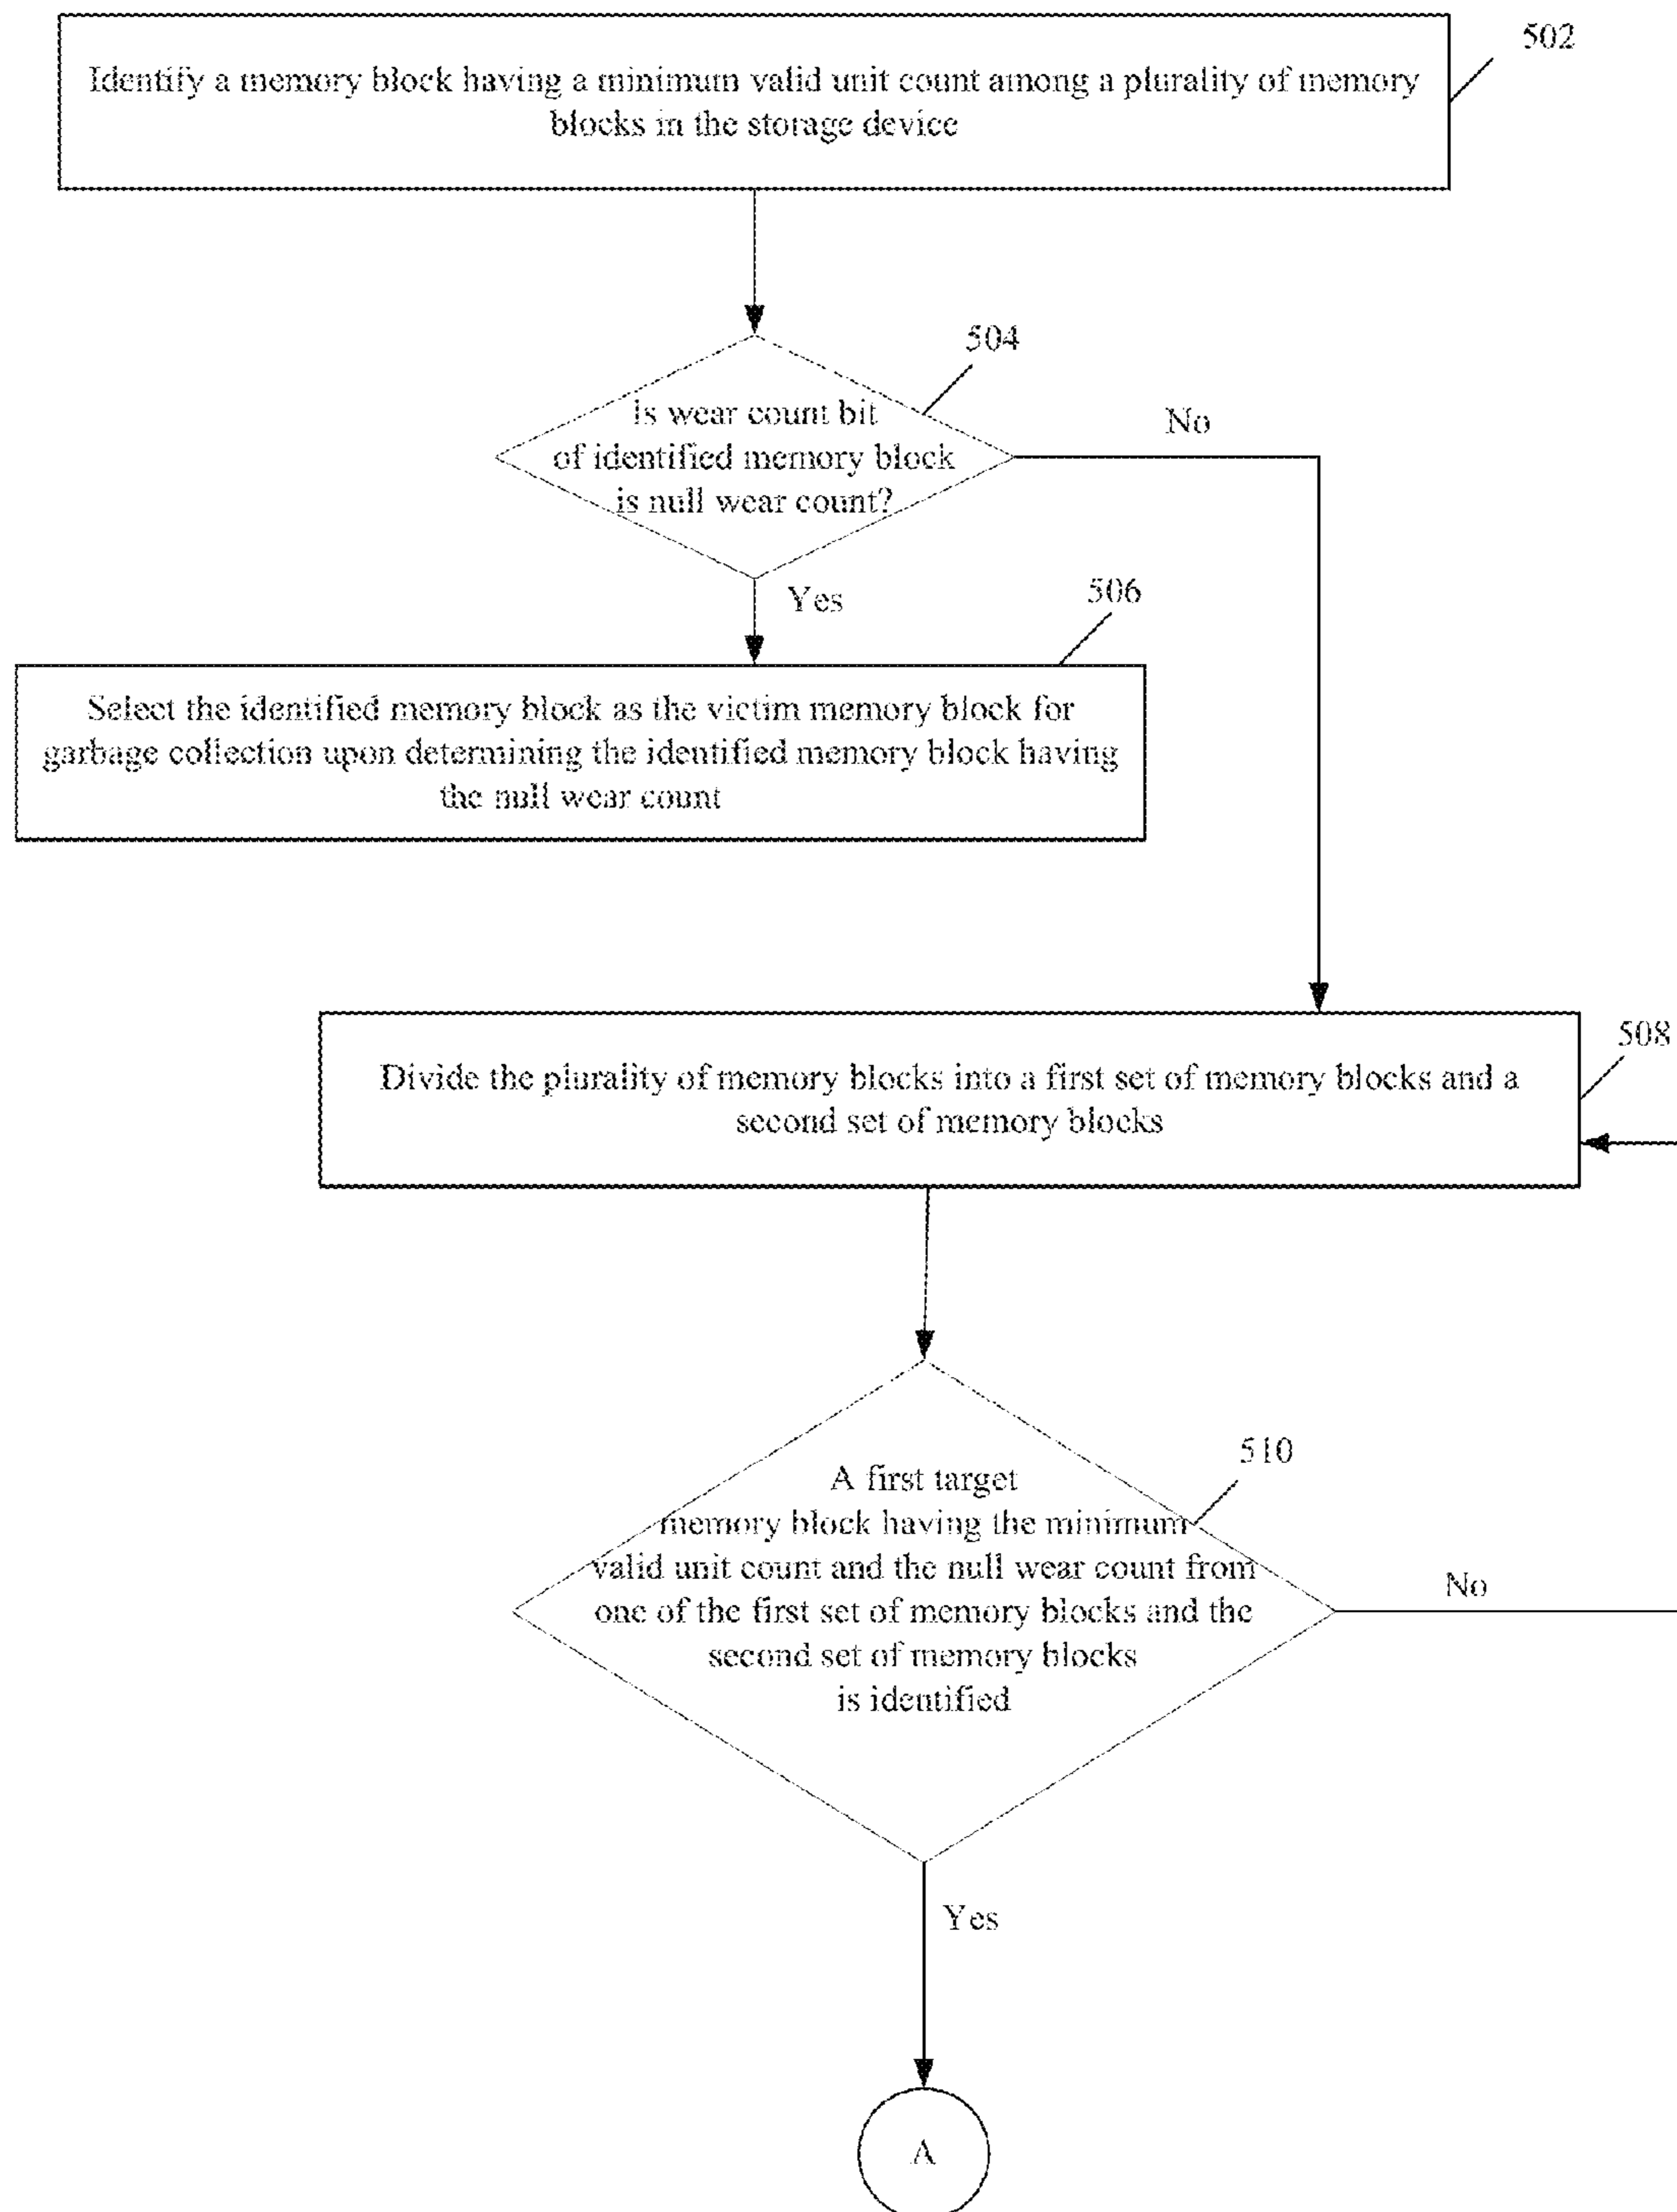 502
Identify a memory block having a minimum valid unit count among a plurality of memory
blocks in the storage device
504
Is wear count bit
of identified memory block
is null wear count?
No
Yes
506
Select the identified memory block as the victim memory block for
garbage collection upon determining the identified memory block having
the null wear count
508
Divide the plurality of memory blocks into a first set of memory blocks and a
second set of memory blocks
510
A first target
memory block having the minimum
valid unit count and the null wear count from
one of the first set of memory blocks and the
second set of memory blocks
is identified
No
Yes
A